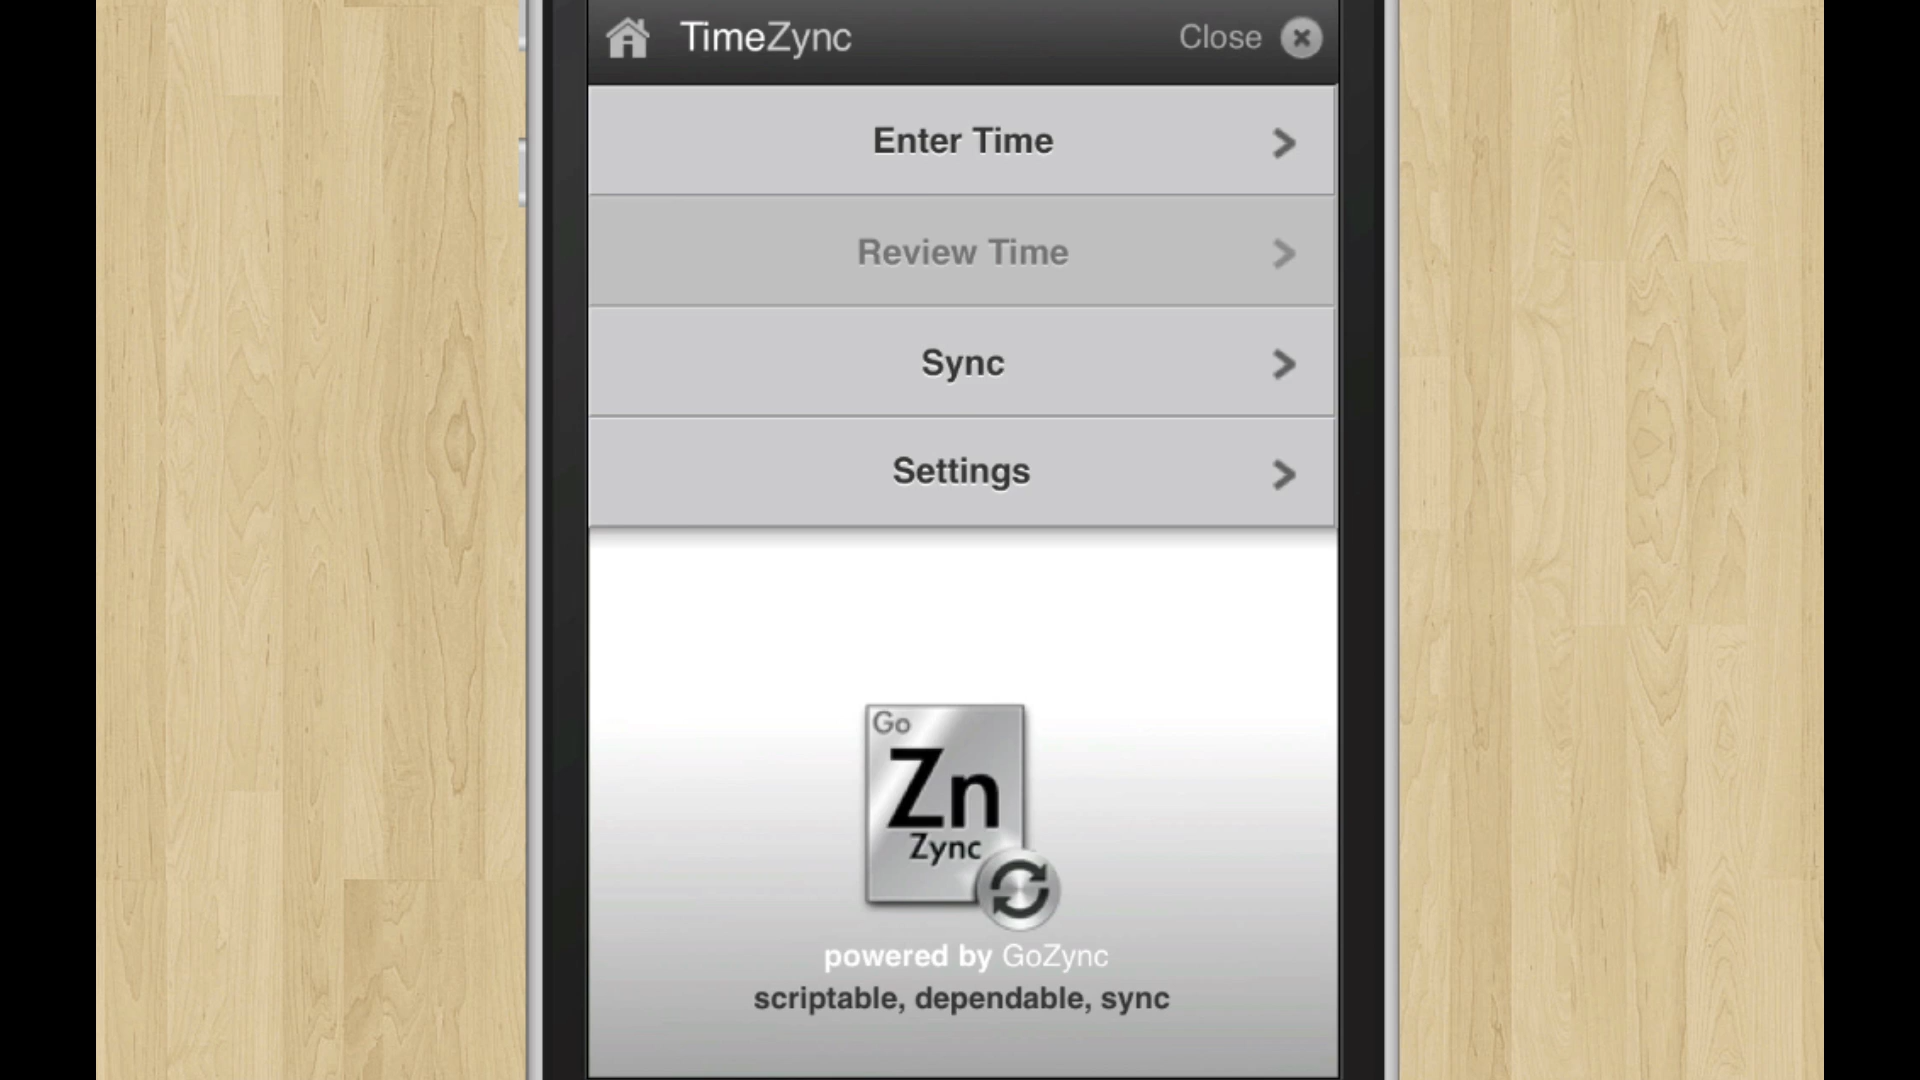 TimeZync Close
Enter Time
Review Time
Sync
Settings
Go
Zn
Zync
powered by GoZync
scriptable, dependable, sync